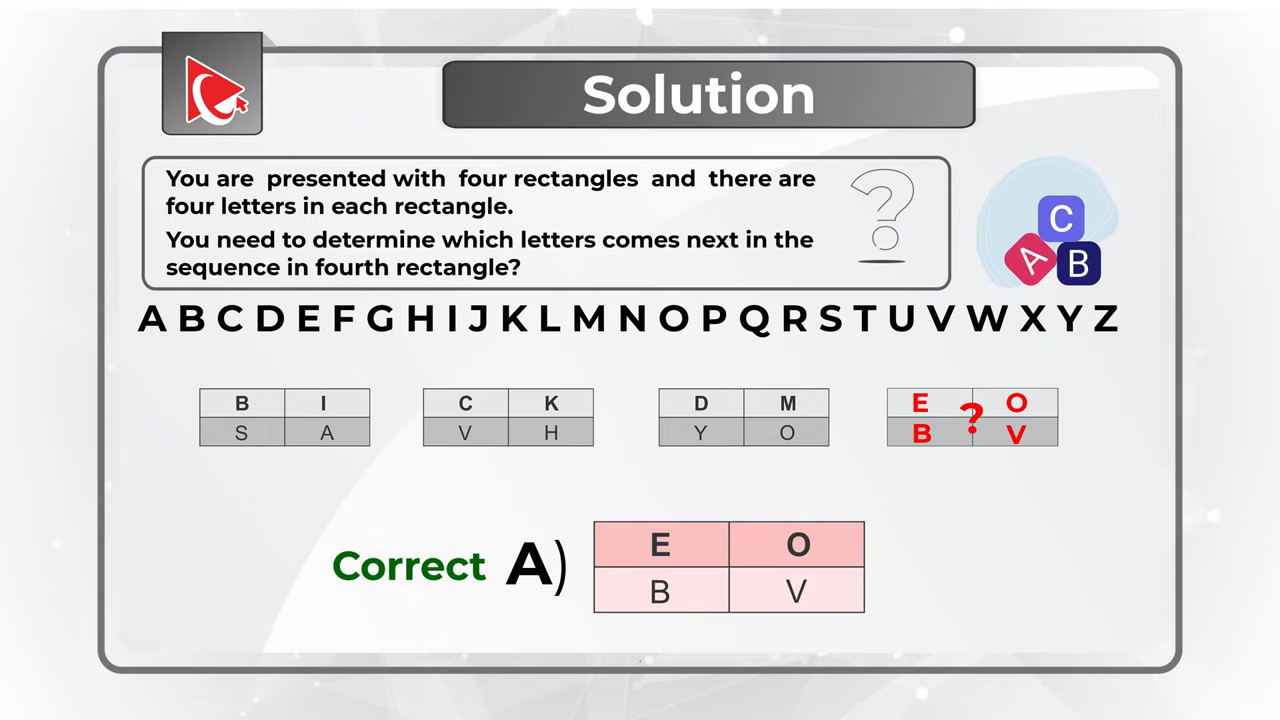 Solution
You are presented with four rectangles and there are
four letters in each rectangle.
You need to determine which letters comes next in the
sequence in fourth rectangle?
?
C
A B
A B C D E F G H I J K L M N O P Q R S T U V W X Y Z
B I C K D M E O
S A V H Y O B ? V
Correct A)
E O
B V